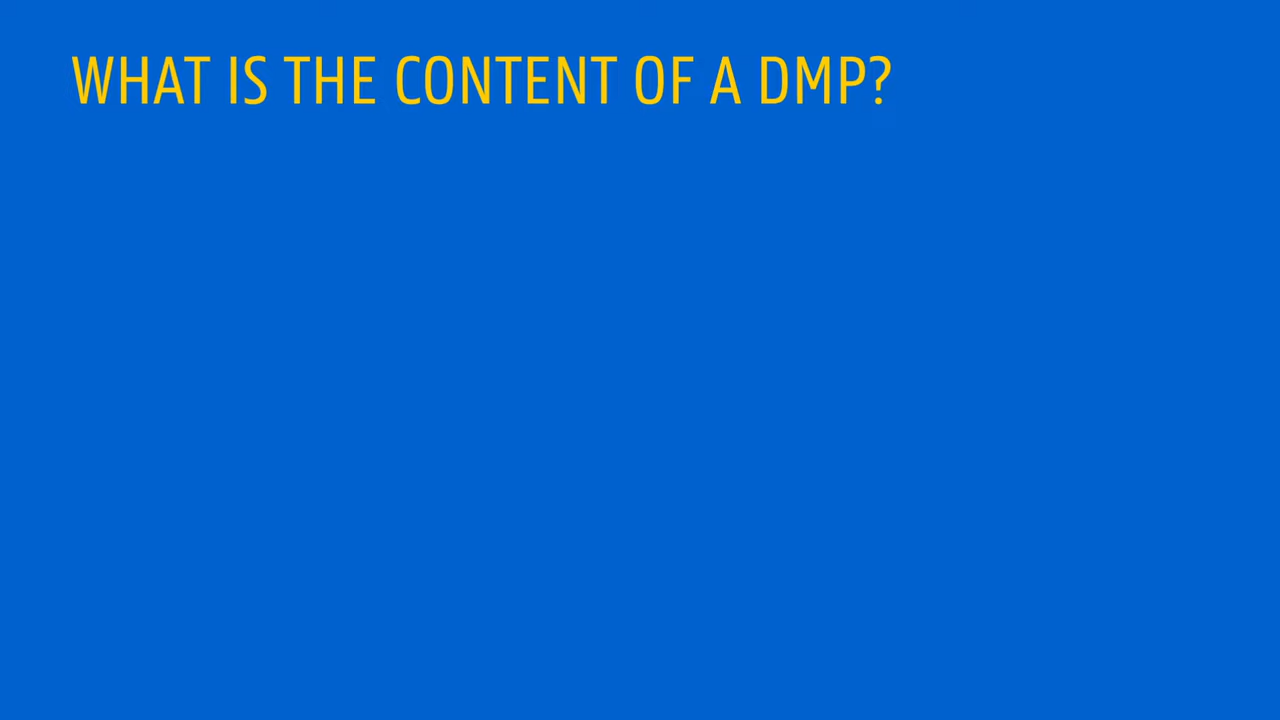 WHAT IS THE CONTENT OF A DMP?